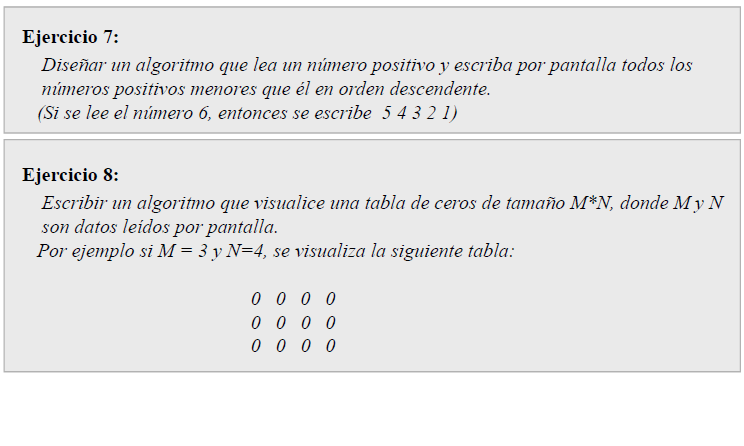 Ejercicio 7:
Diseñar un algoritmo que lea un número positivo y escriba por pantalla todos los
números positivos menores que él en orden descendente.
(Si se lee el número 6, entonces se escribe 5 4 3 2 1)
Ejercicio 8:
Escribir un algoritmo que visualice una tabla de ceros de tamaño M*N, donde M y N
son datos leídos por pantalla.
Por ejemplo si M = 3 y N=4, se visualiza la siguiente tabla:
0 0 0 0
0 0 0 0
0 0 0 0